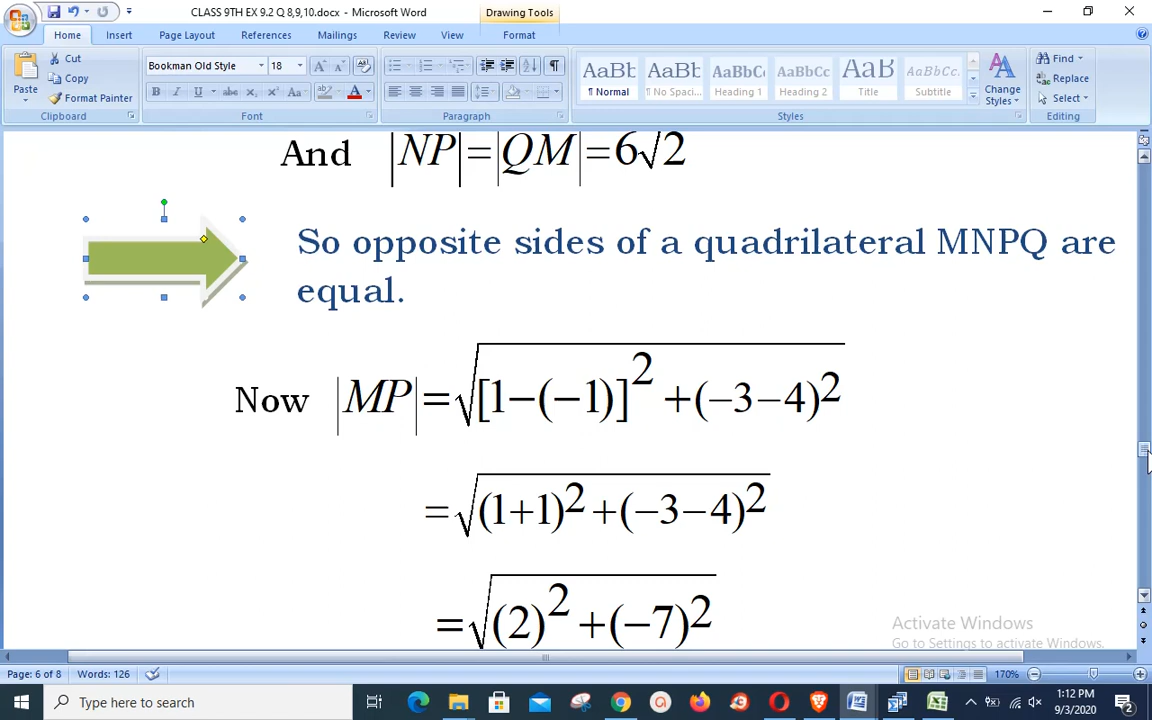 CLASS 9TH EX 9.2 Q 8,9,10.docx - Microsoft Word
Drawing Tools
Home Insert Page Layout References Mailings Review View Format
Paste
Cut
Copy
Format Painter
Clipboard
Bookman Old Style 18
Font
Paragraph
AaBb AaBb AaBbCc AaBbCc AaB AaBbCc.
¶ Normal ¶ No Spaci... Heading 1 Heading 2 Title Subtitle
Change Styles
Styles
Find
Replace
Select
Editing
And |NP|=|QM|=6√2
So opposite sides of a quadrilateral MNPQ are
equal.
Now |MP|=√[1−(−1)]²+(−3−4)²
=√(1+1)²+(−3−4)²
=√(2)²+(−7)²
Activate Windows
Go to Settings to activate Windows.
Page: 6 of 8 Words: 126 170%
Type here to search
1:12 PM
9/3/2020
2